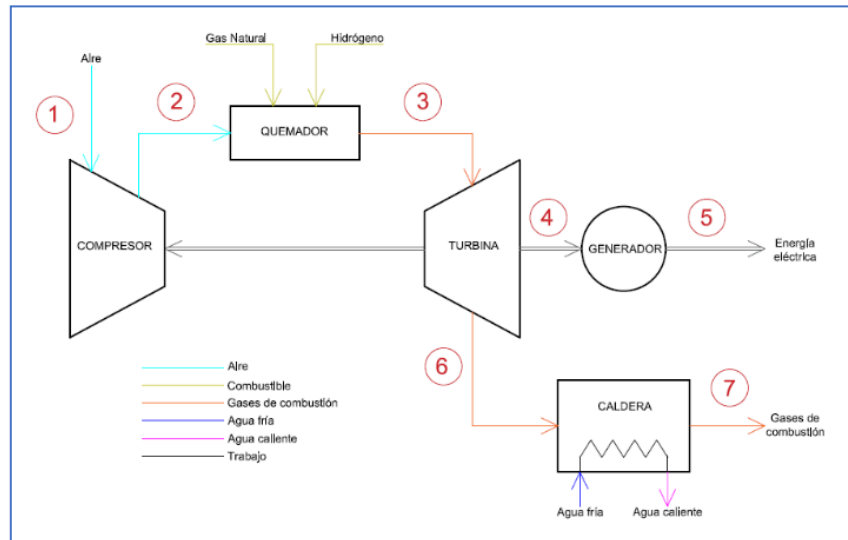 Gas Natural
Hidrógeno
Aire
1
2
3
QUEMADOR
COMPRESOR
TURBINA
4
GENERADOR
5
Energía
eléctrica
Aire
Combustible
Gases de combustión
Agua fría
Agua caliente
Trabajo
6
CALDERA
7
Gases de
combustión
Agua fría
Agua caliente